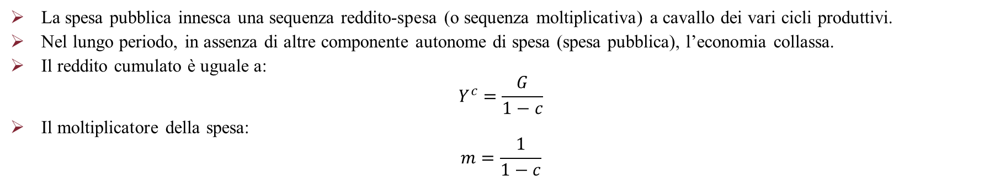 La spesa pubblica innesca una sequenza reddito-spesa (o sequenza moltiplicativa) a cavallo dei vari cicli produttivi.
Nel lungo periodo, in assenza di altre componente autonome di spesa (spesa pubblica), l’economia collassa.
Il reddito cumulato è uguale a:
Y^c = G / (1 − c)
Il moltiplicatore della spesa:
m = 1 / (1 − c)